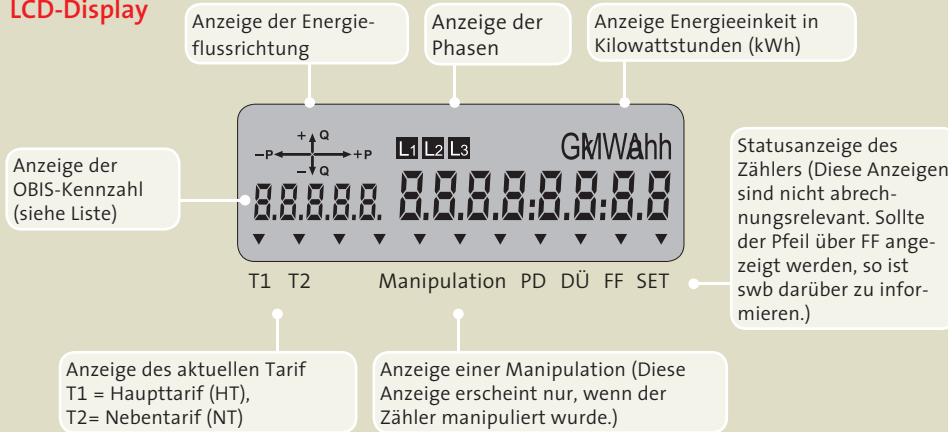 LCD-Display
Anzeige der Energie-
flussrichtung
Anzeige der
Phasen
Anzeige Energieeinkeit in
Kilowattstunden (kWh)
Anzeige der
OBIS-Kennzahl
(siehe Liste)
+ Q
-P +P
- Q
L1 L2 L3
8.8.8.8.8.
8.8.8.8:8.8:8.8
Statusanzeige des
Zählers (Diese Anzeigen
sind nicht abrech-
nungsrelevant. Sollte
der Pfeil über FF ange-
zeigt werden, so ist
swb darüber zu infor-
mieren.)
T1 T2 Manipulation PD DÜ FF SET
Anzeige des aktuellen Tarif
T1 = Haupttarif (HT),
T2= Nebentarif (NT)
Anzeige einer Manipulation (Diese
Anzeige erscheint nur, wenn der
Zähler manipuliert wurde.)